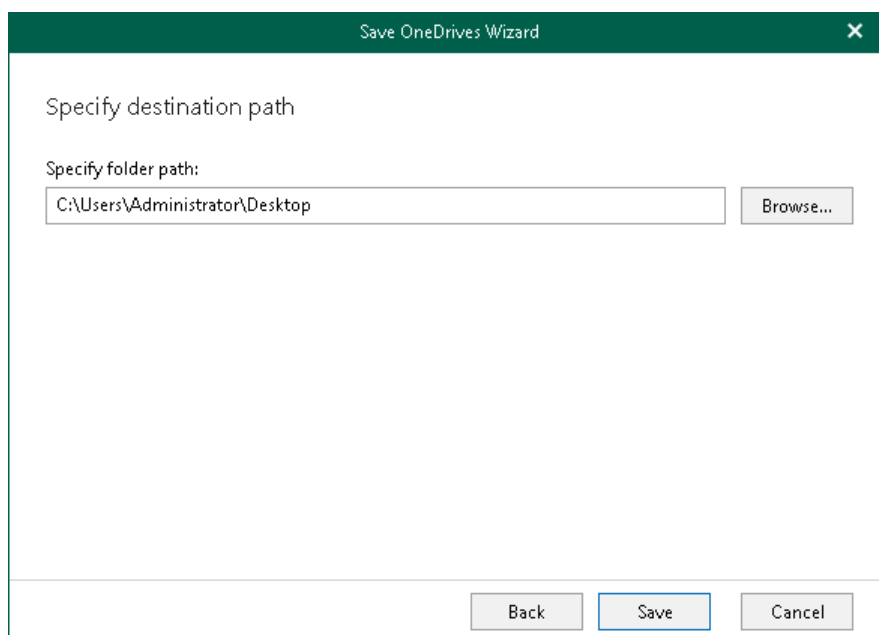 Save OneDrives Wizard
Specify destination path
Specify folder path:
C:\Users\Administrator\Desktop
Browse...
Back
Save
Cancel